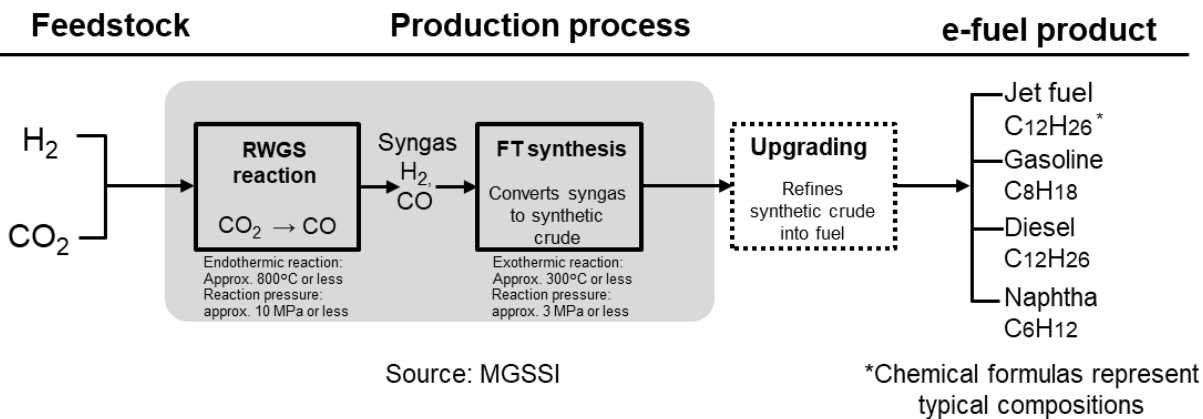 Feedstock
Production process
e-fuel product
H₂
CO₂
RWGS
reaction
CO₂ → CO
Endothermic reaction:
Approx. 800°C or less
Reaction pressure:
approx. 10 MPa or less
Syngas
H₂,
CO
FT synthesis
Converts syngas
to synthetic
crude
Exothermic reaction:
Approx. 300°C or less
Reaction pressure:
approx. 3 MPa or less
Upgrading
Refines
synthetic crude
into fuel
Jet fuel
C12H26*
Gasoline
C8H18
Diesel
C12H26
Naphtha
C6H12
Source: MGSSI
*Chemical formulas represent
typical compositions